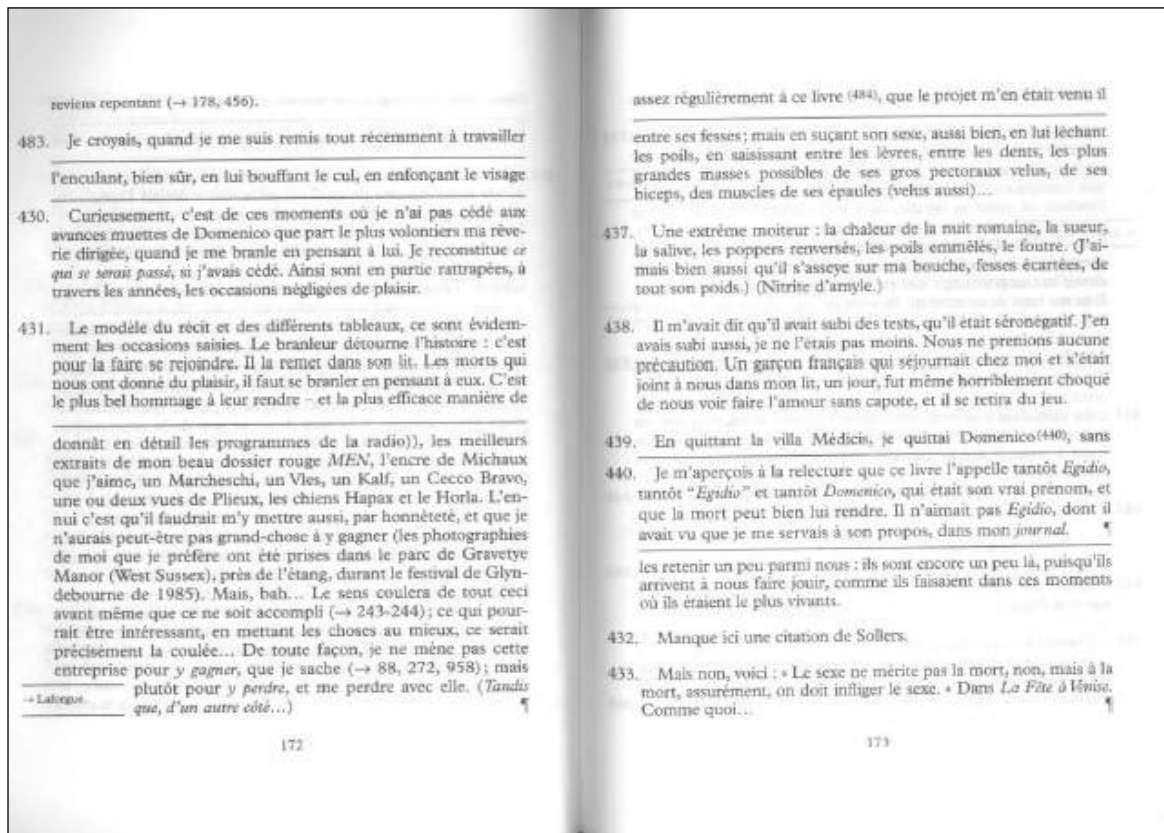 reviens repentant (→ 178, 456).
483. Je croyais, quand je me suis remis tout récemment à travailler
l'enculant, bien sûr, en lui bouffant le cul, en enfonçant le visage
430. Curieusement, c'est de ces moments où je n'ai pas cédé aux
avances muettes de Domenico que part le plus volontiers ma rêve-
rie dirigée, quand je me branle en pensant à lui. Je reconstitue ce
qui se serait passé, si j'avais cédé. Ainsi sont en partie rattrapées, à
travers les années, les occasions négligées de plaisir.
431. Le modèle du récit et des différents tableaux, ce sont évidem-
ment les occasions saisies. Le branleur détourne l'histoire : c'est
pour la faire se rejoindre. Il la remet dans son lit. Les morts qui
nous ont donné du plaisir, il faut se branler en pensant à eux. C'est
le plus bel hommage à leur rendre – et la plus efficace manière de
donnât en détail les programmes de la radio)), les meilleurs
extraits de mon beau dossier rouge MEN, l'encre de Michaux
que j'aime, un Marcheschi, un Vles, un Kalf, un Cecco Bravo,
une ou deux vues de Plieux, les chiens Hapax et le Horla. L'en-
nui c'est qu'il faudrait m'y mettre aussi, par honnêteté, et que je
n'aurais peut-être pas grand-chose à y gagner (les photographies
de moi que je préfère ont été prises dans le parc de Gravetye
Manor (West Sussex), près de l'étang, durant le festival de Glyn-
debourne de 1985). Mais, bah... Le sens coulera de tout ceci
avant même que ce ne soit accompli (→ 243-244) ; ce qui pour-
rait être intéressant, en mettant les choses au mieux, ce serait
précisément la coulée... De toute façon, je ne mène pas cette
entreprise pour y gagner, que je sache (→ 88, 272, 958) ; mais
plutôt pour y perdre, et me perdre avec elle. (Tandis
→ Laforgue.
que, d'un autre côté...) ¶
172
assez régulièrement à ce livre (484), que le projet m'en était venu il
entre ses fesses ; mais en suçant son sexe, aussi bien, en lui léchant
les poils, en saisissant entre les lèvres, entre les dents, les plus
grandes masses possibles de ses gros pectoraux velus, de ses
biceps, des muscles de ses épaules (velus aussi)...
437. Une extrême moiteur : la chaleur de la nuit romaine, la sueur,
la salive, les poppers renversés, les poils emmêlés, le foutre. (J'ai-
mais bien aussi qu'il s'asseye sur ma bouche, fesses écartées, de
tout son poids.) (Nitrite d'amyle.)
438. Il m'avait dit qu'il avait subi des tests, qu'il était séronégatif. J'en
avais subi aussi, je ne l'étais pas moins. Nous ne prenions aucune
précaution. Un garçon français qui séjournait chez moi et s'était
joint à nous dans mon lit, un jour, fut même horriblement choqué
de nous voir faire l'amour sans capote, et il se retira du jeu.
439. En quittant la villa Médicis, je quittai Domenico (440), sans
440. Je m'aperçois à la relecture que ce livre l'appelle tantôt Egidio,
tantôt "Egidio" et tantôt Domenico, qui était son vrai prénom, et
que la mort peut bien lui rendre. Il n'aimait pas Egidio, dont il
avait vu que je me servais à son propos, dans mon journal. ¶
les retenir un peu parmi nous : ils sont encore un peu là, puisqu'ils
arrivent à nous faire jouir, comme ils faisaient dans ces moments
où ils étaient le plus vivants.
432. Manque ici une citation de Sollers.
433. Mais non, voici : « Le sexe ne mérite pas la mort, non, mais à la
mort, assurément, on doit infliger le sexe. » Dans La Fête à Venise.
Comme quoi... ¶
173